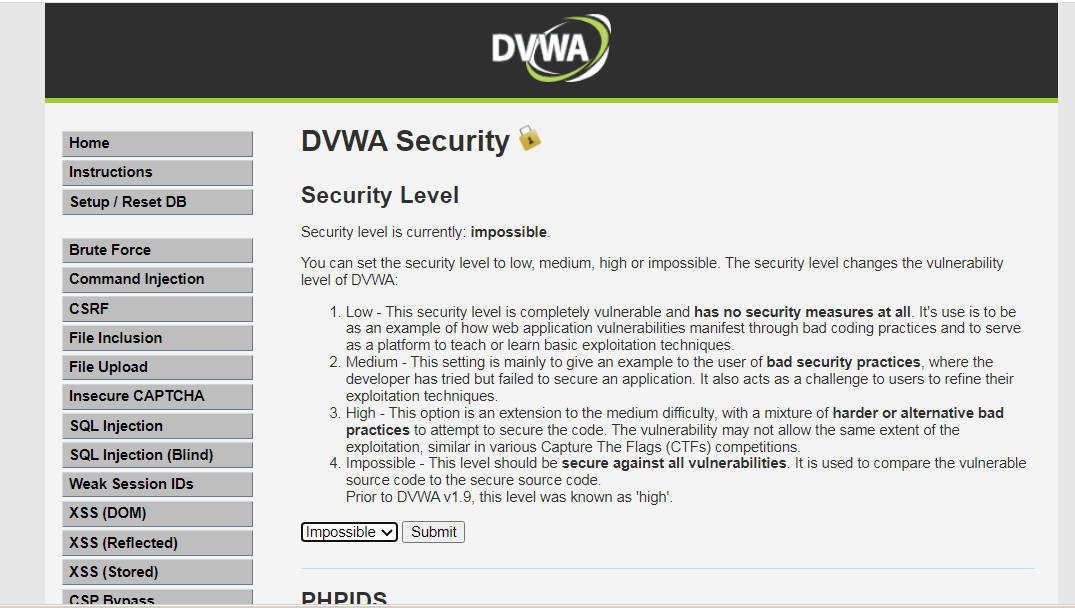 DVWA
Home
Instructions
Setup / Reset DB
Brute Force
Command Injection
CSRF
File Inclusion
File Upload
Insecure CAPTCHA
SQL Injection
SQL Injection (Blind)
Weak Session IDs
XSS (DOM)
XSS (Reflected)
XSS (Stored)
CSP Bypass
DVWA Security
Security Level
Security level is currently: impossible.
You can set the security level to low, medium, high or impossible. The security level changes the vulnerability
level of DVWA:
1. Low - This security level is completely vulnerable and has no security measures at all. It's use is to be
as an example of how web application vulnerabilities manifest through bad coding practices and to serve
as a platform to teach or learn basic exploitation techniques.
2. Medium - This setting is mainly to give an example to the user of bad security practices, where the
developer has tried but failed to secure an application. It also acts as a challenge to users to refine their
exploitation techniques.
3. High - This option is an extension to the medium difficulty, with a mixture of harder or alternative bad
practices to attempt to secure the code. The vulnerability may not allow the same extent of the
exploitation, similar in various Capture The Flags (CTFs) competitions.
4. Impossible - This level should be secure against all vulnerabilities. It is used to compare the vulnerable
source code to the secure source code.
Prior to DVWA v1.9, this level was known as 'high'.
Impossible Submit
PHPIDS